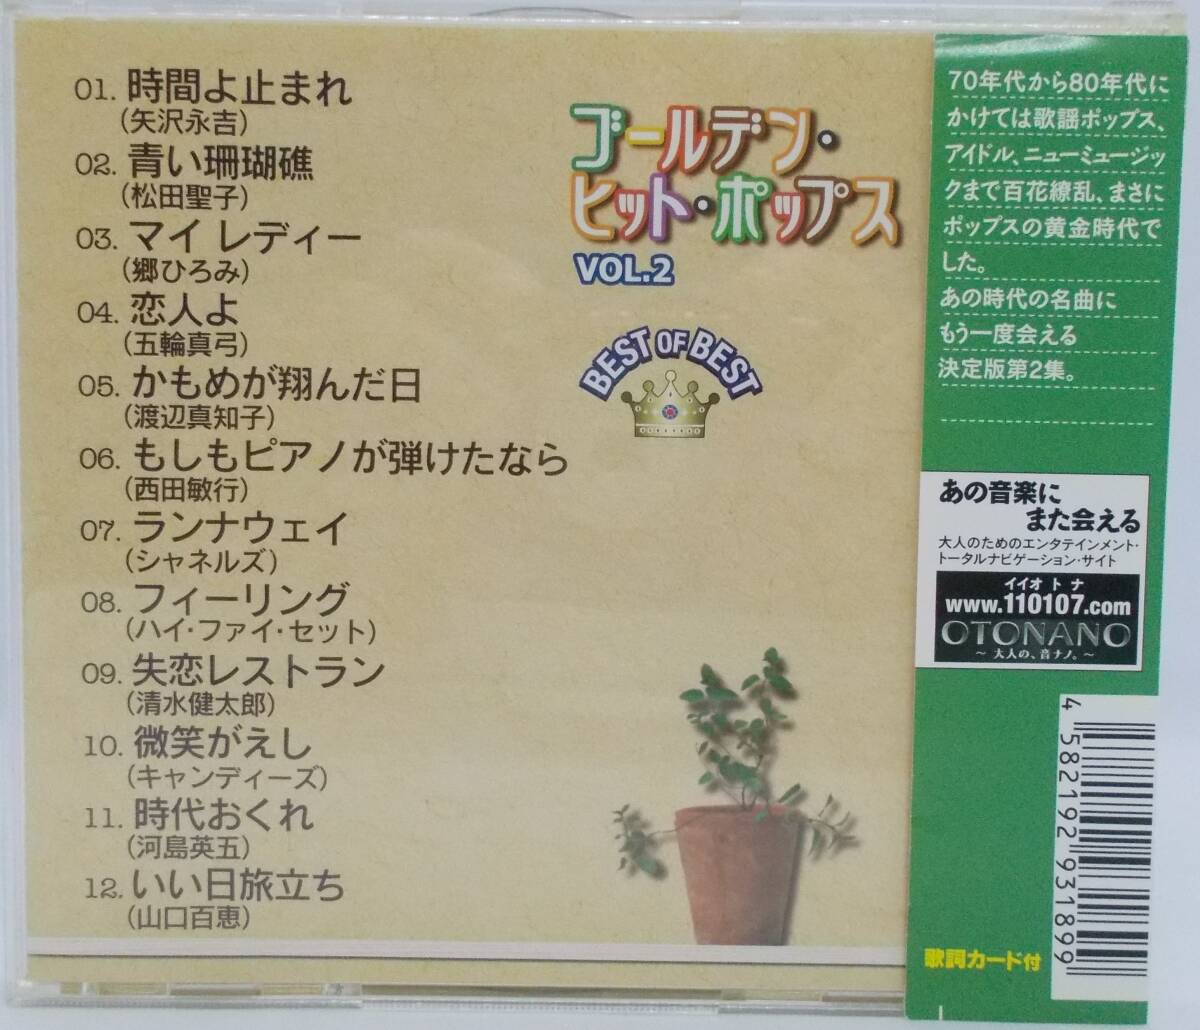 01. 時間よ止まれ
(矢沢永吉)
02. 青い珊瑚礁
(松田聖子)
03. マイ レディー
(郷ひろみ)
04. 恋人よ
(五輪真弓)
05. かもめが翔んだ日
(渡辺真知子)
06. もしもピアノが弾けたなら
(西田敏行)
07. ランナウェイ
(シャネルズ)
08. フィーリング
(ハイ・ファイ・セット)
09. 失恋レストラン
(清水健太郎)
10. 微笑がえし
(キャンディーズ)
11. 時代おくれ
(河島英五)
12. いい日旅立ち
(山口百恵)
ゴールデン・
ヒット・ポップス
VOL.2
BEST OF BEST
70年代から80年代に
かけては歌謡ポップス、
アイドル、ニューミュージッ
クまで百花繚乱、まさに
ポップスの黄金時代で
した。
あの時代の名曲に
もう一度会える
決定版第2集。
あの音楽に
また会える
大人のためのエンタテインメント・
トータルナビゲーション・サイト
イイオトナ
www.110107.com
OTONANO
～大人の、音ナノ。～
4582192931899
歌詞カード付